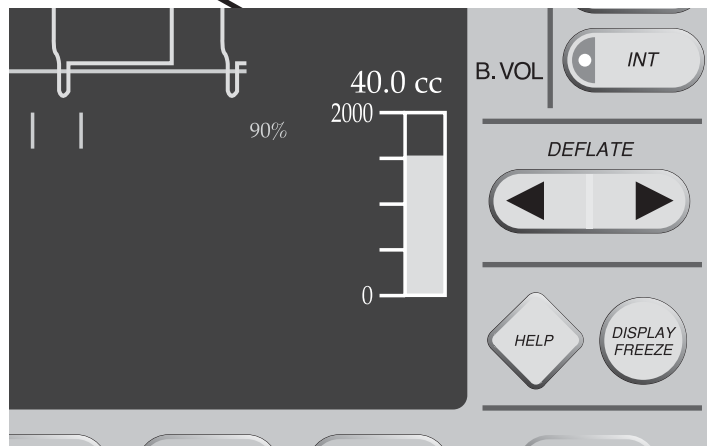 B. VOL
INT
40.0 cc
2000
90%
0
DEFLATE
HELP
DISPLAY
FREEZE